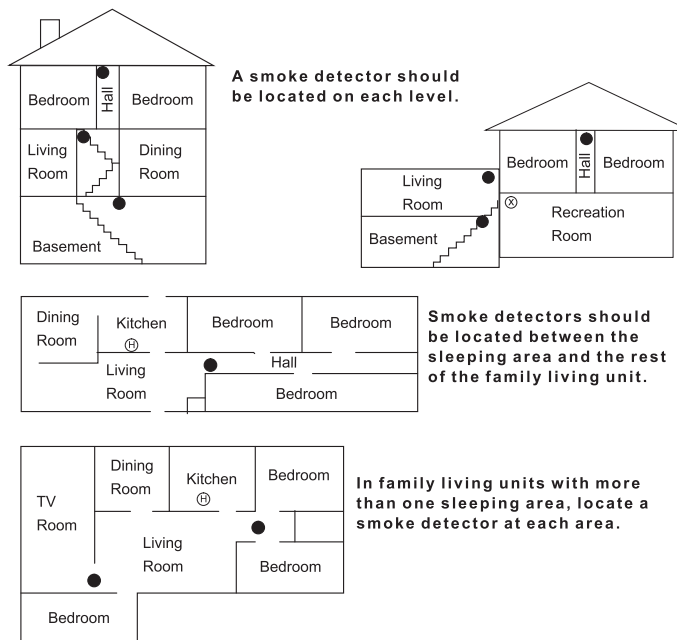 A smoke detector should
be located on each level.
Bedroom
Hall
Bedroom
Living
Room
Dining
Room
Basement
Bedroom
Hall
Bedroom
Living
Room
X
Recreation
Room
Basement
Dining
Room
Kitchen
H
Bedroom
Bedroom
Living
Room
Hall
Bedroom
Smoke detectors should
be located between the
sleeping area and the rest
of the family living unit.
TV
Room
Dining
Room
Kitchen
H
Bedroom
Living
Room
Bedroom
Bedroom
In family living units with more
than one sleeping area, locate a
smoke detector at each area.